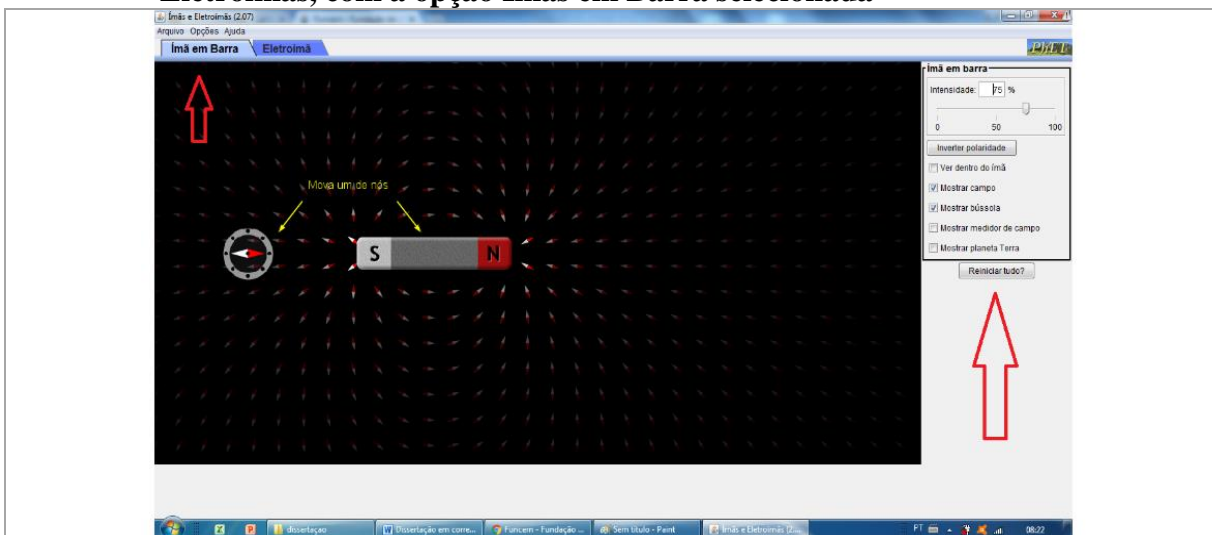 Eletroímãs, com a opção Ímãs em Barra selecionada
Ímãs e Eletroímãs (2.07)
Arquivo Opções Ajuda
Ímã em Barra
Eletroímã
PhET
Ímã em barra
Intensidade: 75 %
0 50 100
Inverter polaridade
Ver dentro do ímã
Mostrar campo
Mostrar bússola
Mostrar medidor de campo
Mostrar planeta Terra
Reiniciar tudo?
Mova um de nós
S
N
dissertaçao
Dissertação em corre...
Funcern - Fundação ...
Sem título - Paint
Ímãs e Eletroímãs (2....
PT
08:22